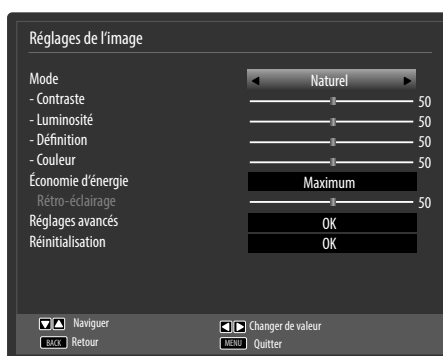 Réglages de l'image
Mode Naturel
- Contraste 50
- Luminosité 50
- Définition 50
- Couleur 50
Économie d'énergie Maximum
Rétro-éclairage 50
Réglages avancés OK
Réinitialisation OK
Naviguer Changer de valeur
BACK Retour MENU Quitter